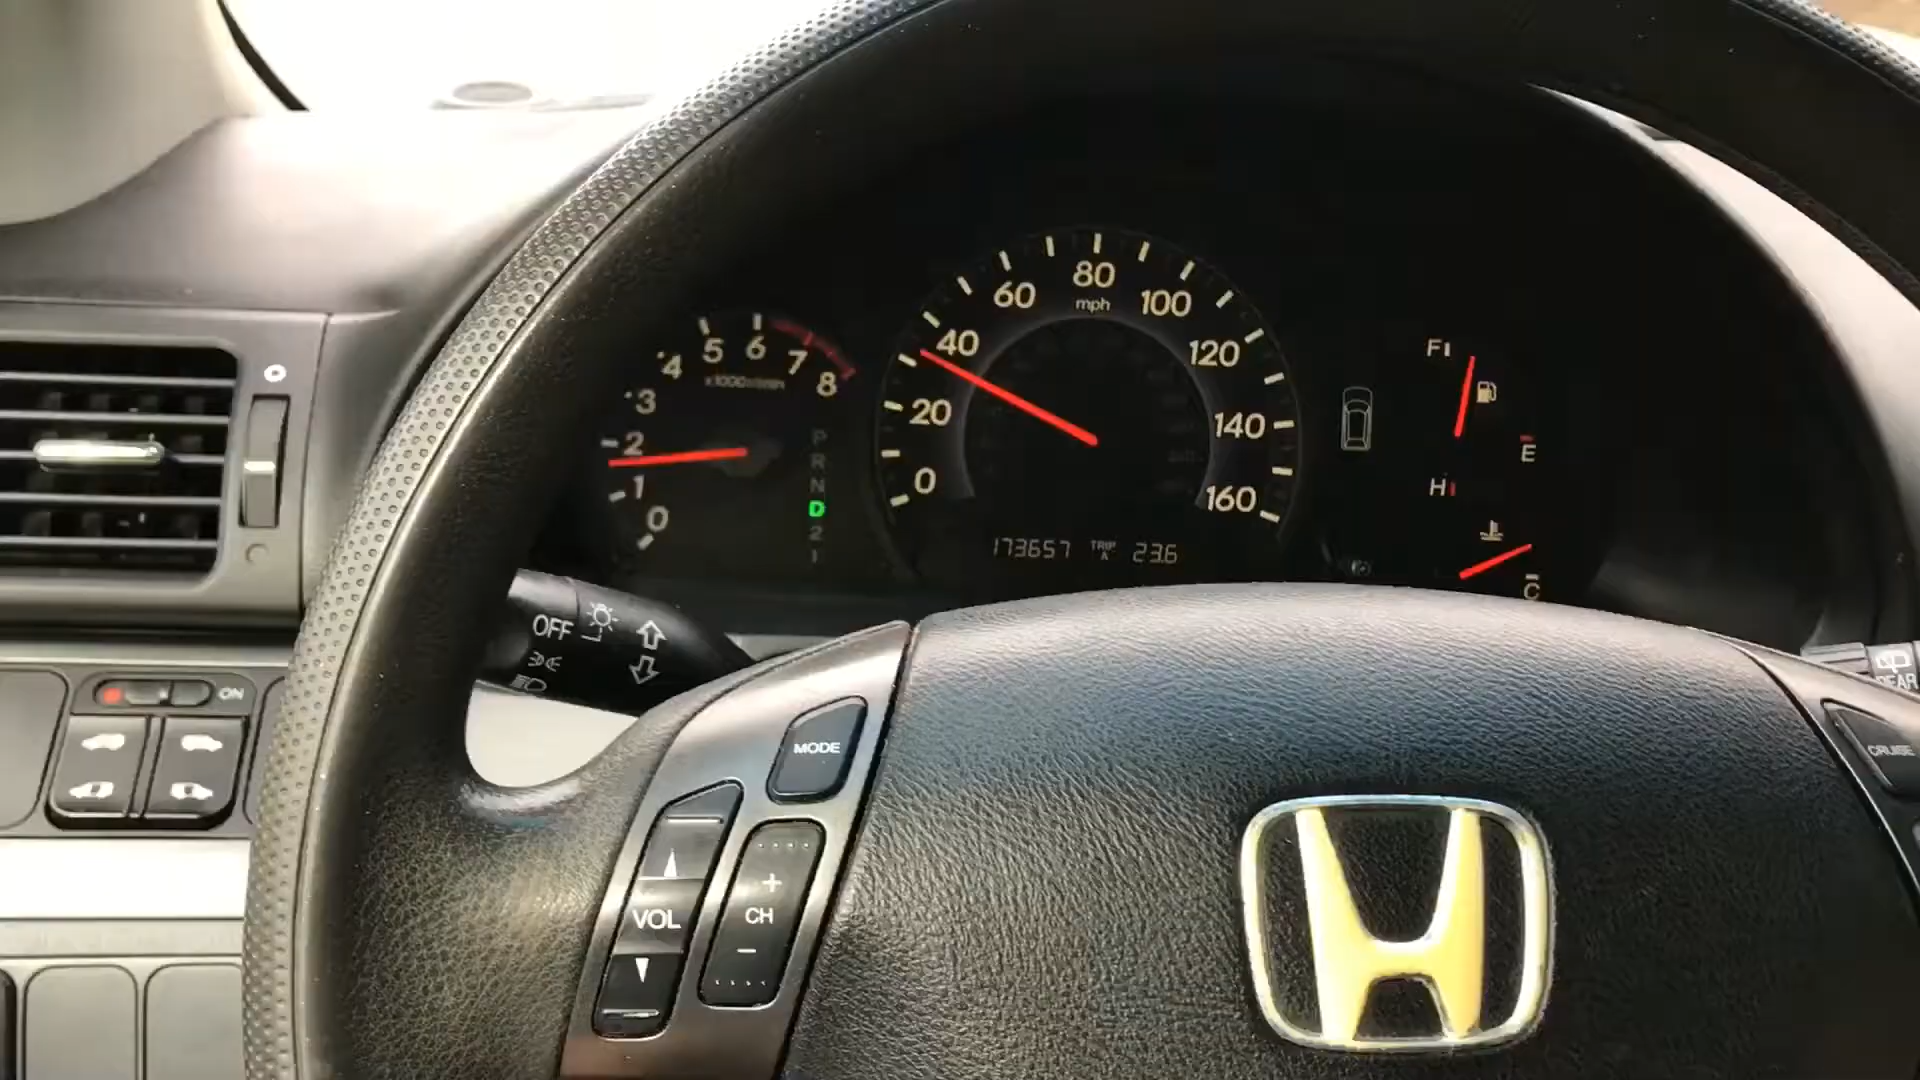 0
1
2
3
4
5
6
7
8
x1000r/min
P
R
N
D
2
1
0
20
40
60
80
100
120
140
160
mph
173657 TRIP A 23.6
F
E
H
C
OFF
ON
MODE
VOL
+
CH
-
REAR
CRUISE